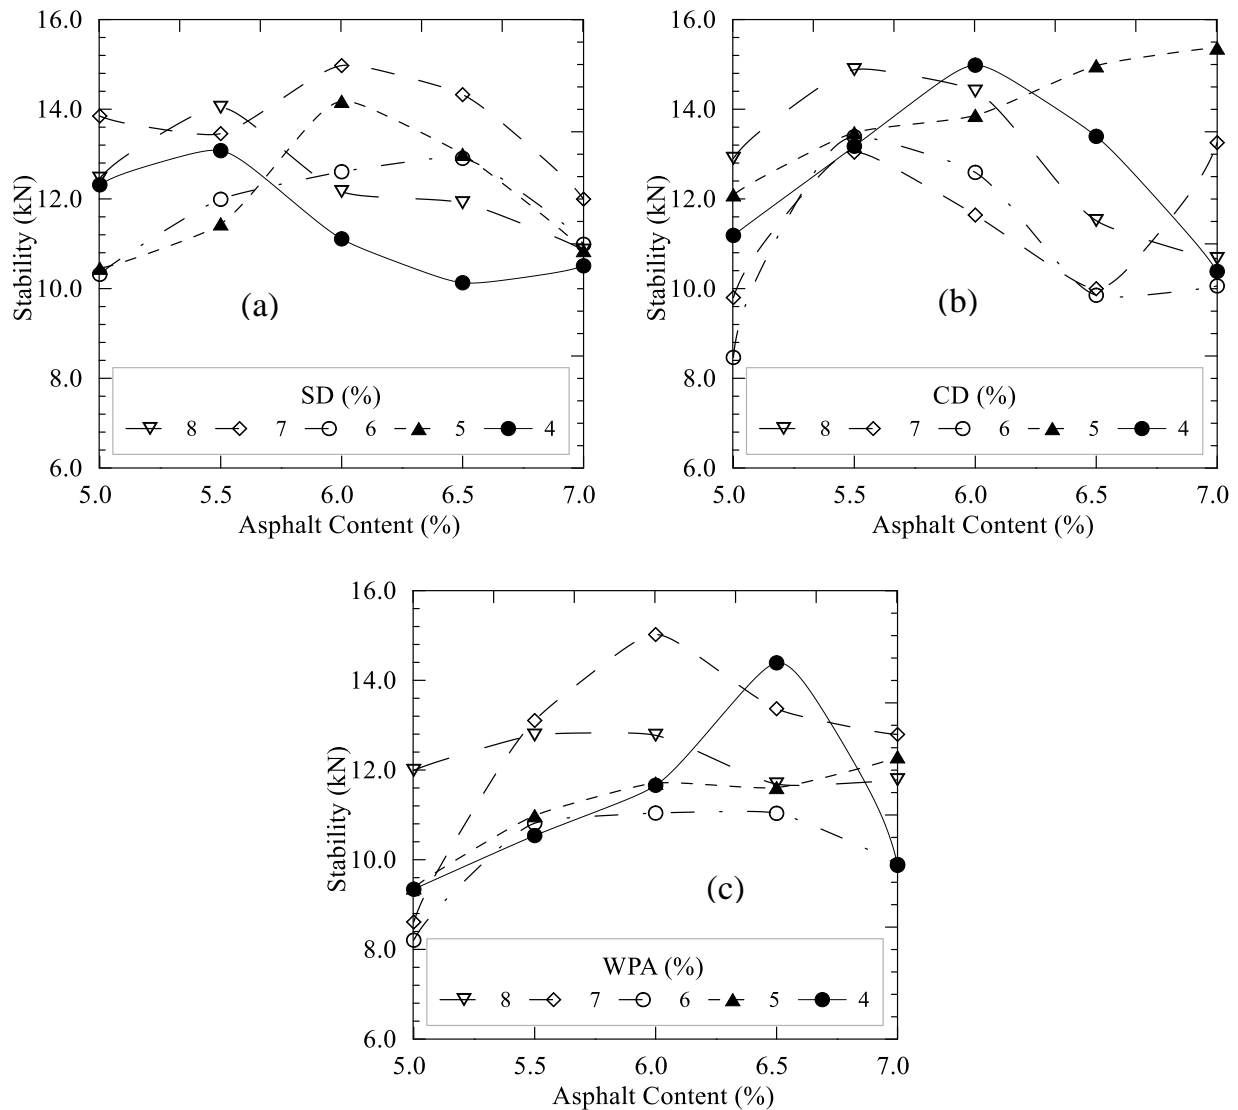 16.0
14.0
12.0
10.0
8.0
6.0
Stability (kN)
(a)
SD (%)
8 7 6 5 4
5.0 5.5 6.0 6.5 7.0
Asphalt Content (%)
16.0
14.0
12.0
10.0
8.0
6.0
Stability (kN)
(b)
CD (%)
8 7 6 5 4
5.0 5.5 6.0 6.5 7.0
Asphalt Content (%)
16.0
14.0
12.0
10.0
8.0
6.0
Stability (kN)
(c)
WPA (%)
8 7 6 5 4
5.0 5.5 6.0 6.5 7.0
Asphalt Content (%)